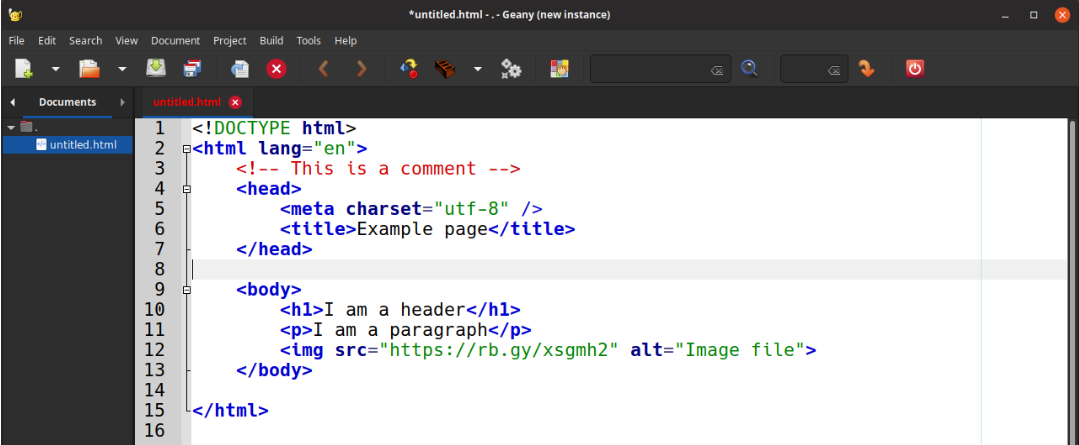 *untitled.html - . - Geany (new instance)
File Edit Search View Document Project Build Tools Help
Documents
untitled.html
.
untitled.html
1 <!DOCTYPE html>
2 <html lang="en">
3     <!-- This is a comment -->
4     <head>
5         <meta charset="utf-8" />
6         <title>Example page</title>
7     </head>
8
9     <body>
10         <h1>I am a header</h1>
11         <p>I am a paragraph</p>
12         <img src="https://rb.gy/xsgmh2" alt="Image file">
13     </body>
14
15 </html>
16